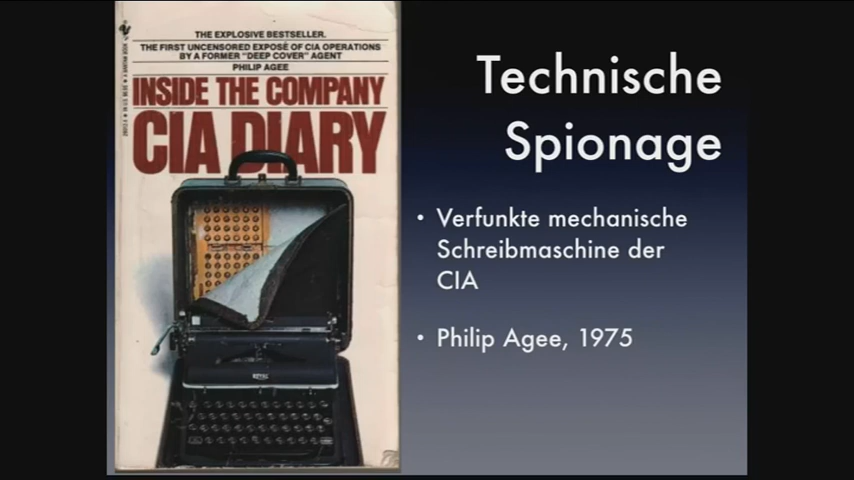 THE EXPLOSIVE BESTSELLER.
THE FIRST UNCENSORED EXPOSÉ OF CIA OPERATIONS
BY A FORMER "DEEP COVER" AGENT
PHILIP AGEE
INSIDE THE COMPANY
CIA DIARY
Technische
Spionage
• Verfunkte mechanische
Schreibmaschine der
CIA
• Philip Agee, 1975